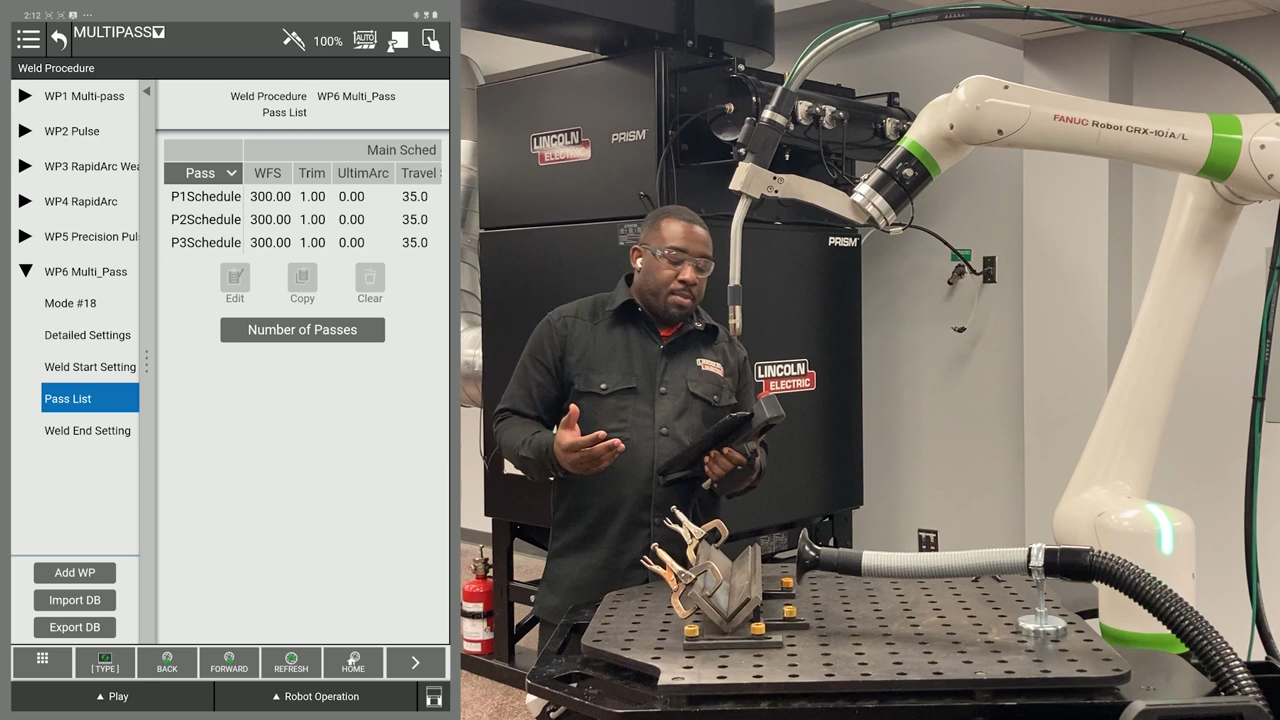 2:12
MULTIPASS
100%
AUTO
Weld Procedure
WP1 Multi-pass
WP2 Pulse
WP3 RapidArc Wea
WP4 RapidArc
WP5 Precision Pul
WP6 Multi_Pass
Mode #18
Detailed Settings
Weld Start Setting
Pass List
Weld End Setting
Add WP
Import DB
Export DB
Weld Procedure WP6 Multi_Pass
Pass List
Main Sched
Pass WFS Trim UltimArc Travel
P1Schedule 300.00 1.00 0.00 35.0
P2Schedule 300.00 1.00 0.00 35.0
P3Schedule 300.00 1.00 0.00 35.0
Edit Copy Clear
Number of Passes
[ TYPE ] BACK FORWARD REFRESH HOME
Play Robot Operation
LINCOLN
ELECTRIC
PRISM
FANUC Robot CRX-10iA/L
PRISM
LINCOLN
ELECTRIC